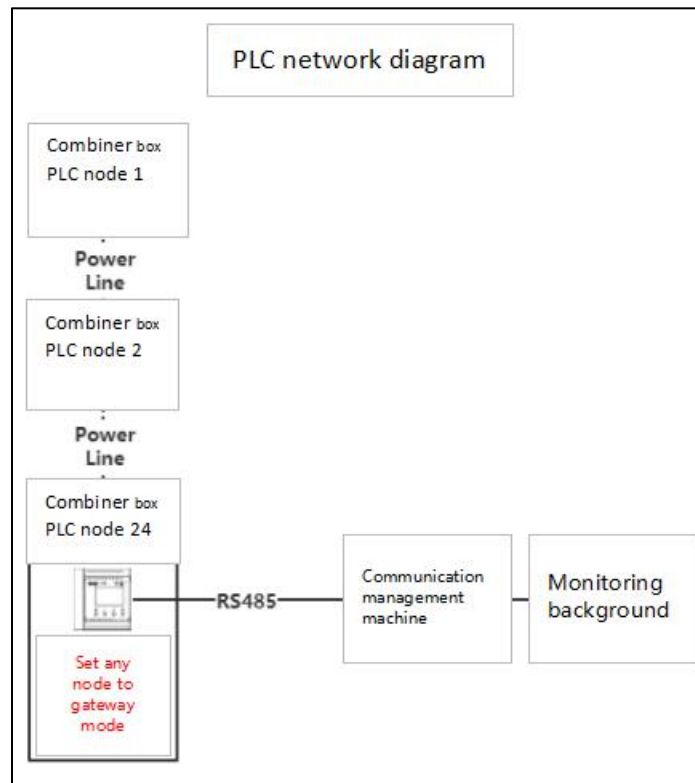 PLC network diagram
Combiner box
PLC node 1
Power
Line
Combiner box
PLC node 2
Power
Line
Combiner box
PLC node 24
RS485
Communication
management
machine
Monitoring
background
Set any
node to
gateway
mode